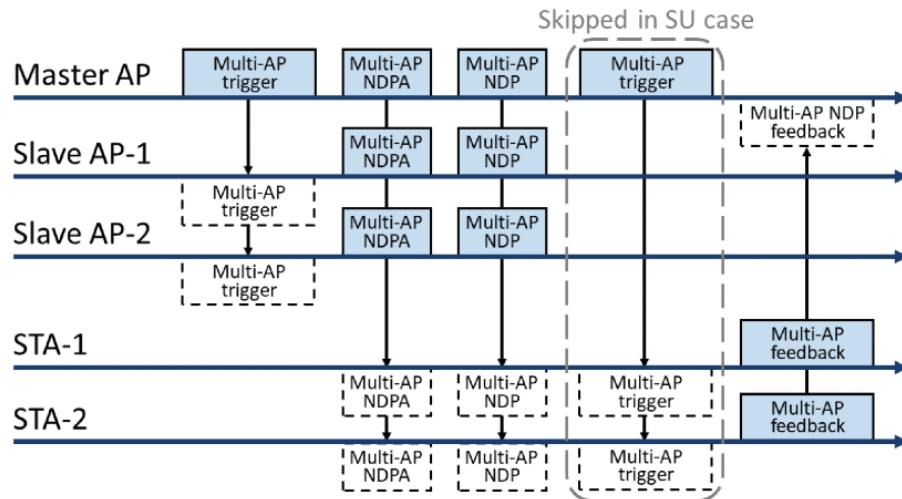 Skipped in SU case
Master AP
Multi-AP
trigger
Multi-AP
NDPA
Multi-AP
NDP
Multi-AP
trigger
Multi-AP NDP
feedback
Slave AP-1
Multi-AP
NDPA
Multi-AP
NDP
Multi-AP
trigger
Slave AP-2
Multi-AP
NDPA
Multi-AP
NDP
Multi-AP
trigger
STA-1
Multi-AP
feedback
Multi-AP
NDPA
Multi-AP
NDP
Multi-AP
trigger
STA-2
Multi-AP
feedback
Multi-AP
NDPA
Multi-AP
NDP
Multi-AP
trigger